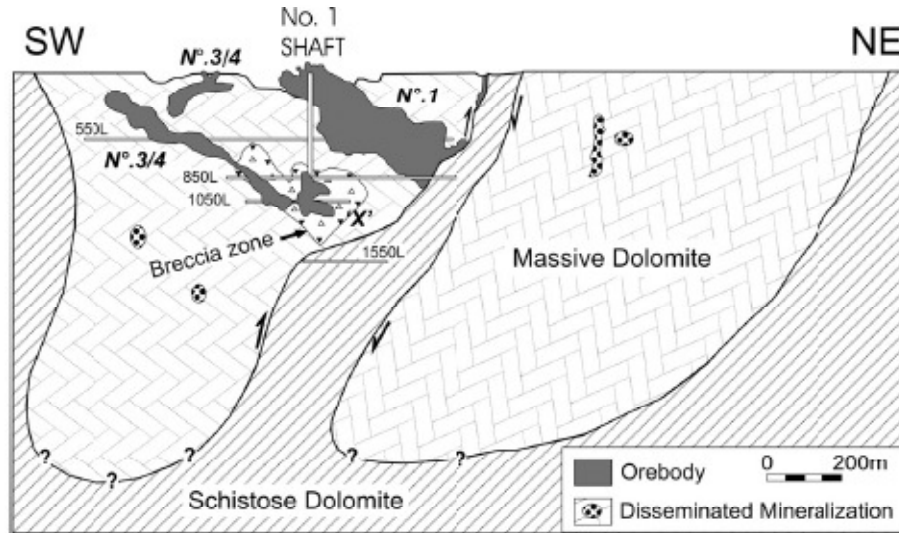 SW
No. 1
SHAFT
NE
N°.3/4
N°.1
550L
N°.3/4
850L
1050L
'X'
Breccia zone
1550L
Massive Dolomite
? ? ? ? ? ? ?
Schistose Dolomite
Orebody
0 200m
Disseminated Mineralization